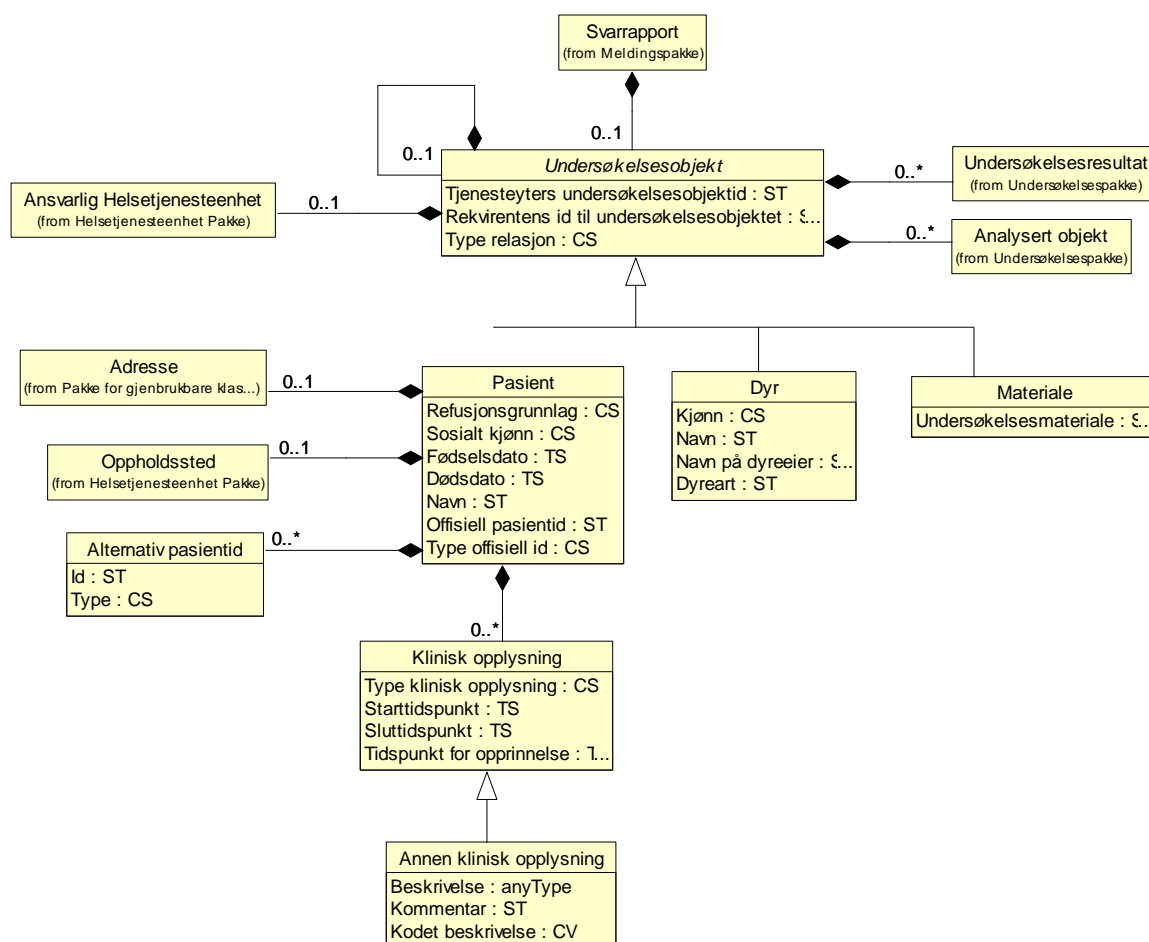 Svarrapport
(from Meldingspakke)
0..1
0..1
Undersøkelsesobjekt
Tjenesteyters undersøkelsesobjektid : ST
Rekvirentens id til undersøkelsesobjektet : S...
Type relasjon : CS
0..*
Undersøkelsesresultat
(from Undersøkelsespakke)
Ansvarlig Helsetjenesteenhet
(from Helsetjenesteenhet Pakke)
0..1
0..*
Analysert objekt
(from Undersøkelsespakke)
Adresse
(from Pakke for gjenbrukbare klas...)
0..1
Pasient
Refusjonsgrunnlag : CS
Sosialt kjønn : CS
Fødselsdato : TS
Dødsdato : TS
Navn : ST
Offisiell pasientid : ST
Type offisiell id : CS
Dyr
Kjønn : CS
Navn : ST
Navn på dyreeier : S...
Dyreart : ST
Materiale
Undersøkelsesmateriale : S...
Oppholdssted
(from Helsetjenesteenhet Pakke)
0..1
Alternativ pasientid
Id : ST
Type : CS
0..*
0..*
Klinisk opplysning
Type klinisk opplysning : CS
Starttidspunkt : TS
Sluttidspunkt : TS
Tidspunkt for opprinnelse : T...
Annen klinisk opplysning
Beskrivelse : anyType
Kommentar : ST
Kodet beskrivelse : CV